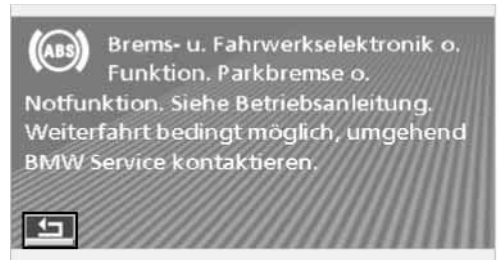 (ABS) Brems- u. Fahrwerkselektronik o.
Funktion. Parkbremse o.
Notfunktion. Siehe Betriebsanleitung.
Weiterfahrt bedingt möglich, umgehend
BMW Service kontaktieren.